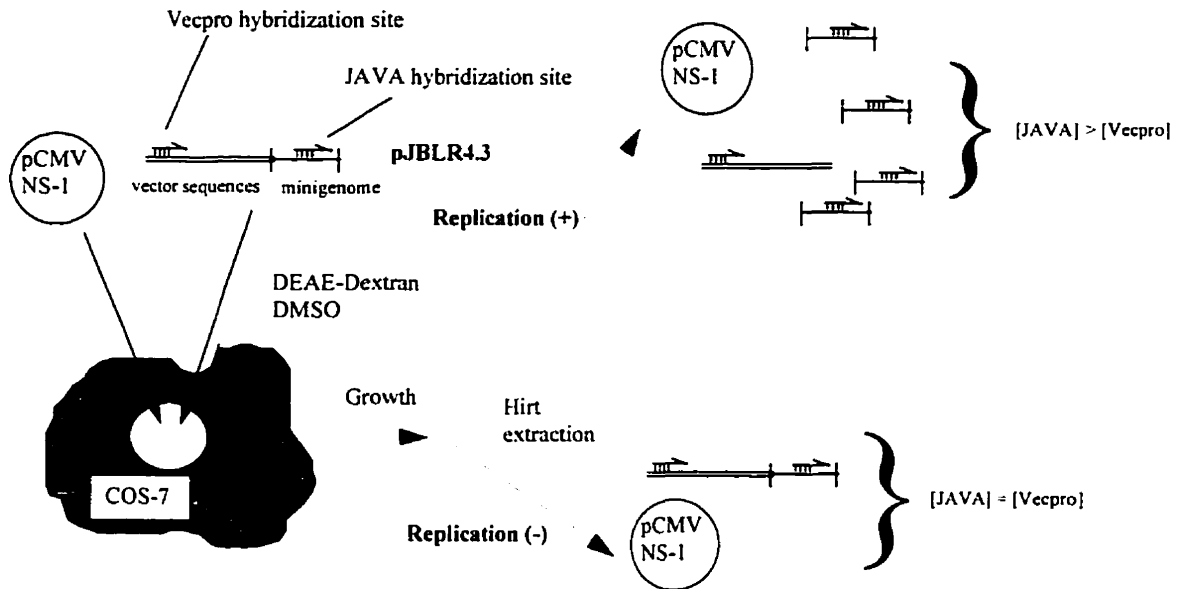 Vecpro hybridization site
JAVA hybridization site
pCMV
NS-1
pJBLR4.3
vector sequences
minigenome
Replication (+)
pCMV
NS-1
[JAVA] > [Vecpro]
DEAE-Dextran
DMSO
Growth
Hirt
extraction
COS-7
Replication (-)
pCMV
NS-1
[JAVA] = [Vecpro]